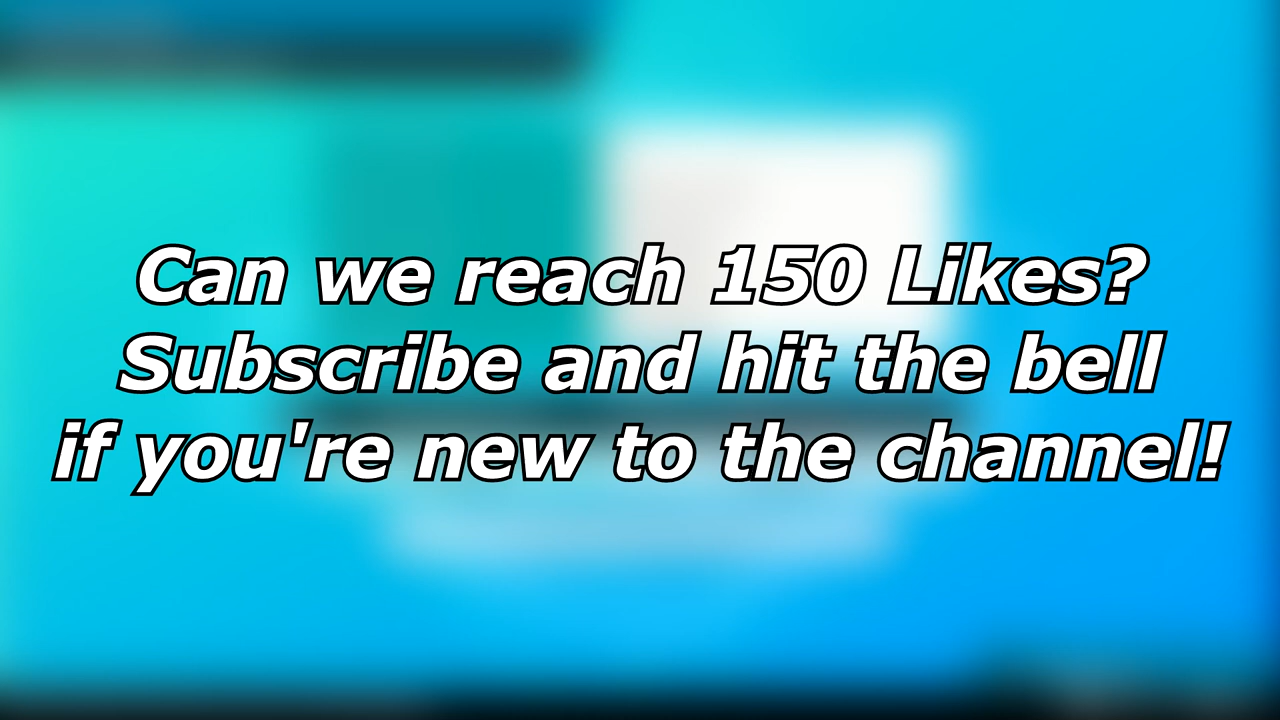 Can we reach 150 Likes?
Subscribe and hit the bell
if you're new to the channel!